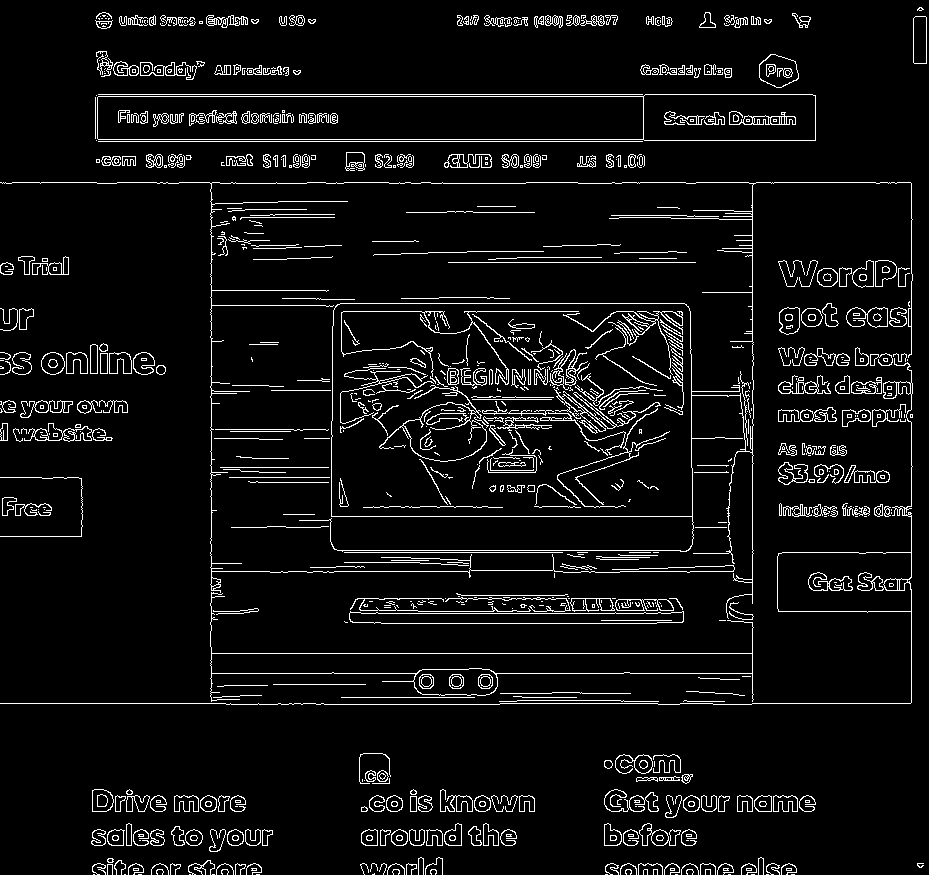 United States - English USD 24/7 Support (480) 505-8877 Help Sign In
GoDaddy™ All Products GoDaddy Blog Pro
Find your perfect domain name Search Domain
.com $0.99* .net $11.99* .co $2.99 .CLUB $0.99* .us $1.00
e Trial
ur
ss online.
te your own
l website.
Free
BEGINNINGS
WordPr
got easi
We've broug
click design
most popula
As low as
$3.99/mo
Includes free doma
Get Star
Drive more
sales to your
site or store
.co
.co is known
around the
world
.com
Get your name
before
someone else